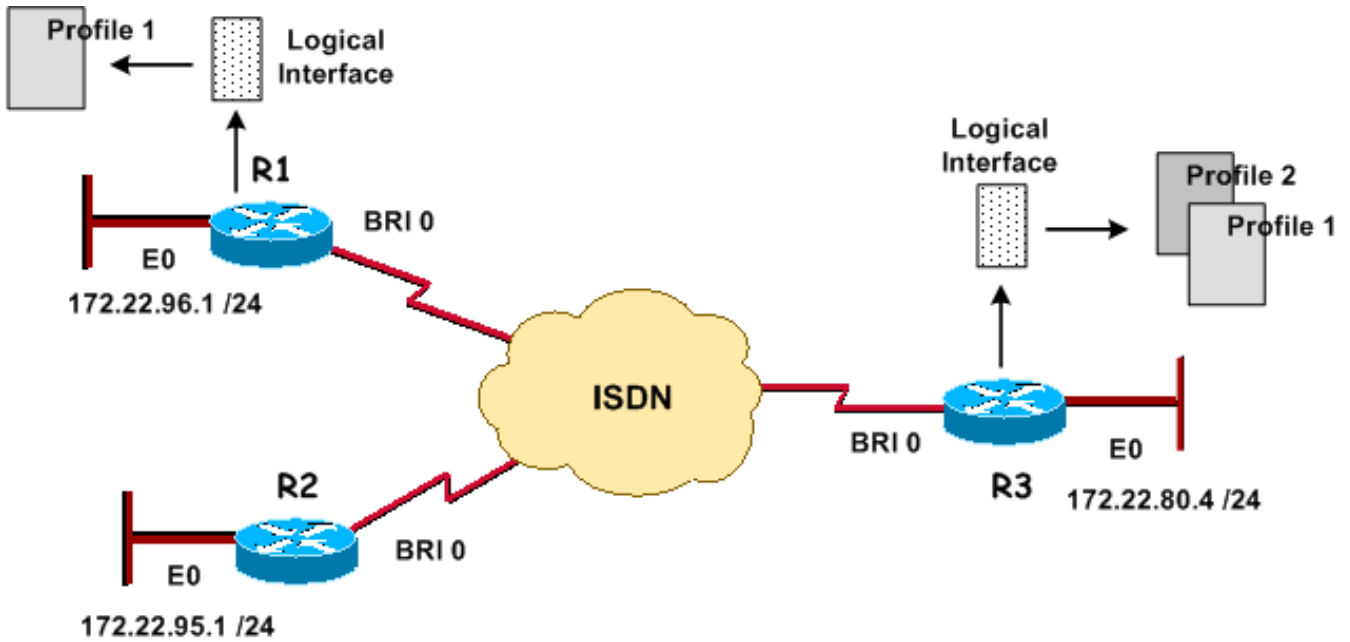 Profile 1
Logical
Interface
R1
BRI 0
E0
172.22.96.1 /24
Logical
Interface
Profile 2
Profile 1
ISDN
BRI 0
R3
E0
172.22.80.4 /24
R2
BRI 0
E0
172.22.95.1 /24